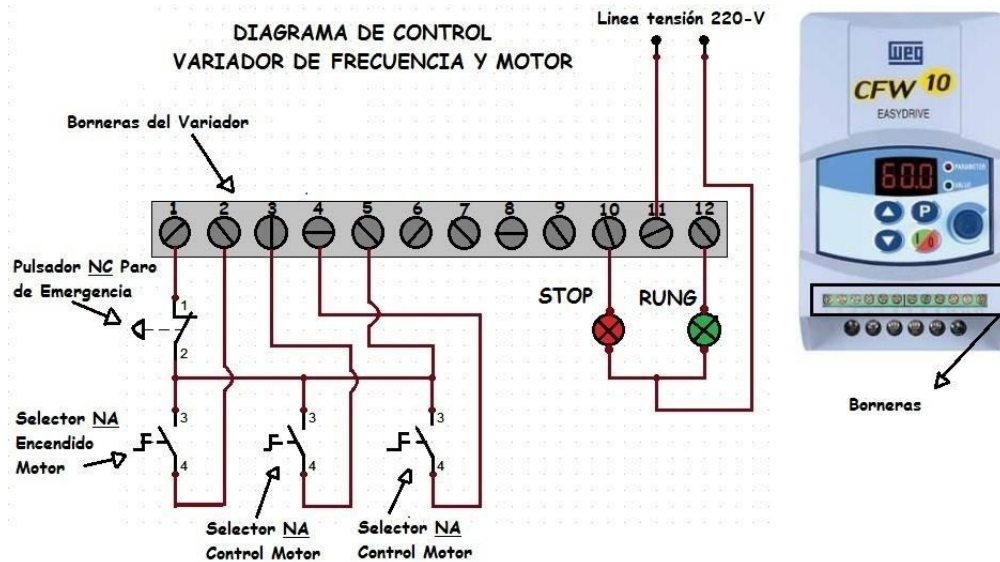 DIAGRAMA DE CONTROL
VARIADOR DE FRECUENCIA Y MOTOR
Linea tensión 220-V
Borneras del Variador
1 2 3 4 5 6 7 8 9 10 11 12
Pulsador NC Paro
de Emergencia
1
2
STOP
RUNG
Selector NA
Encendido
Motor
3
4
3
4
3
4
Selector NA
Control Motor
Selector NA
Control Motor
weg
CFW 10
EASYDRIVE
60.0
PARAMETER
VALUE
P
I
O
Borneras